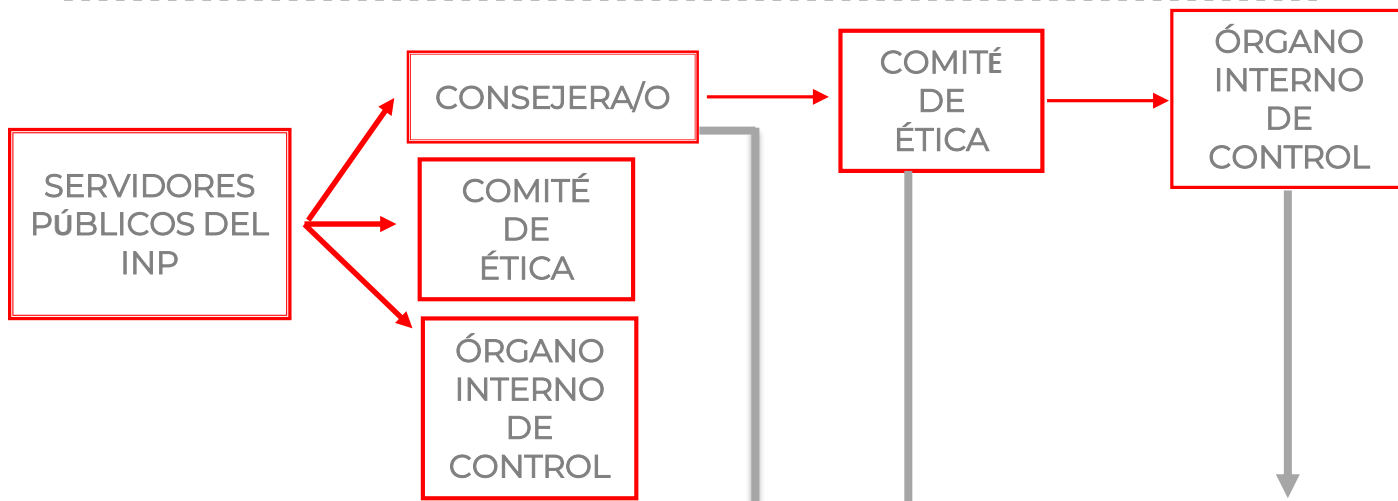 SERVIDORES
PÚBLICOS DEL
INP
CONSEJERA/O
COMITÉ
DE
ÉTICA
ÓRGANO
INTERNO
DE
CONTROL
COMITÉ
DE
ÉTICA
ÓRGANO
INTERNO
DE
CONTROL